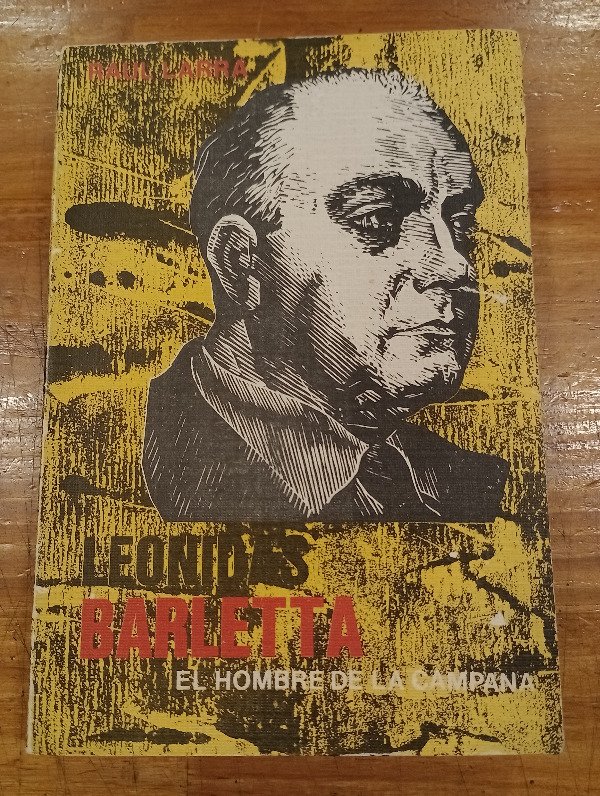 RAUL LARRA
LEONIDAS
BARLETTA
EL HOMBRE DE LA CAMPANA